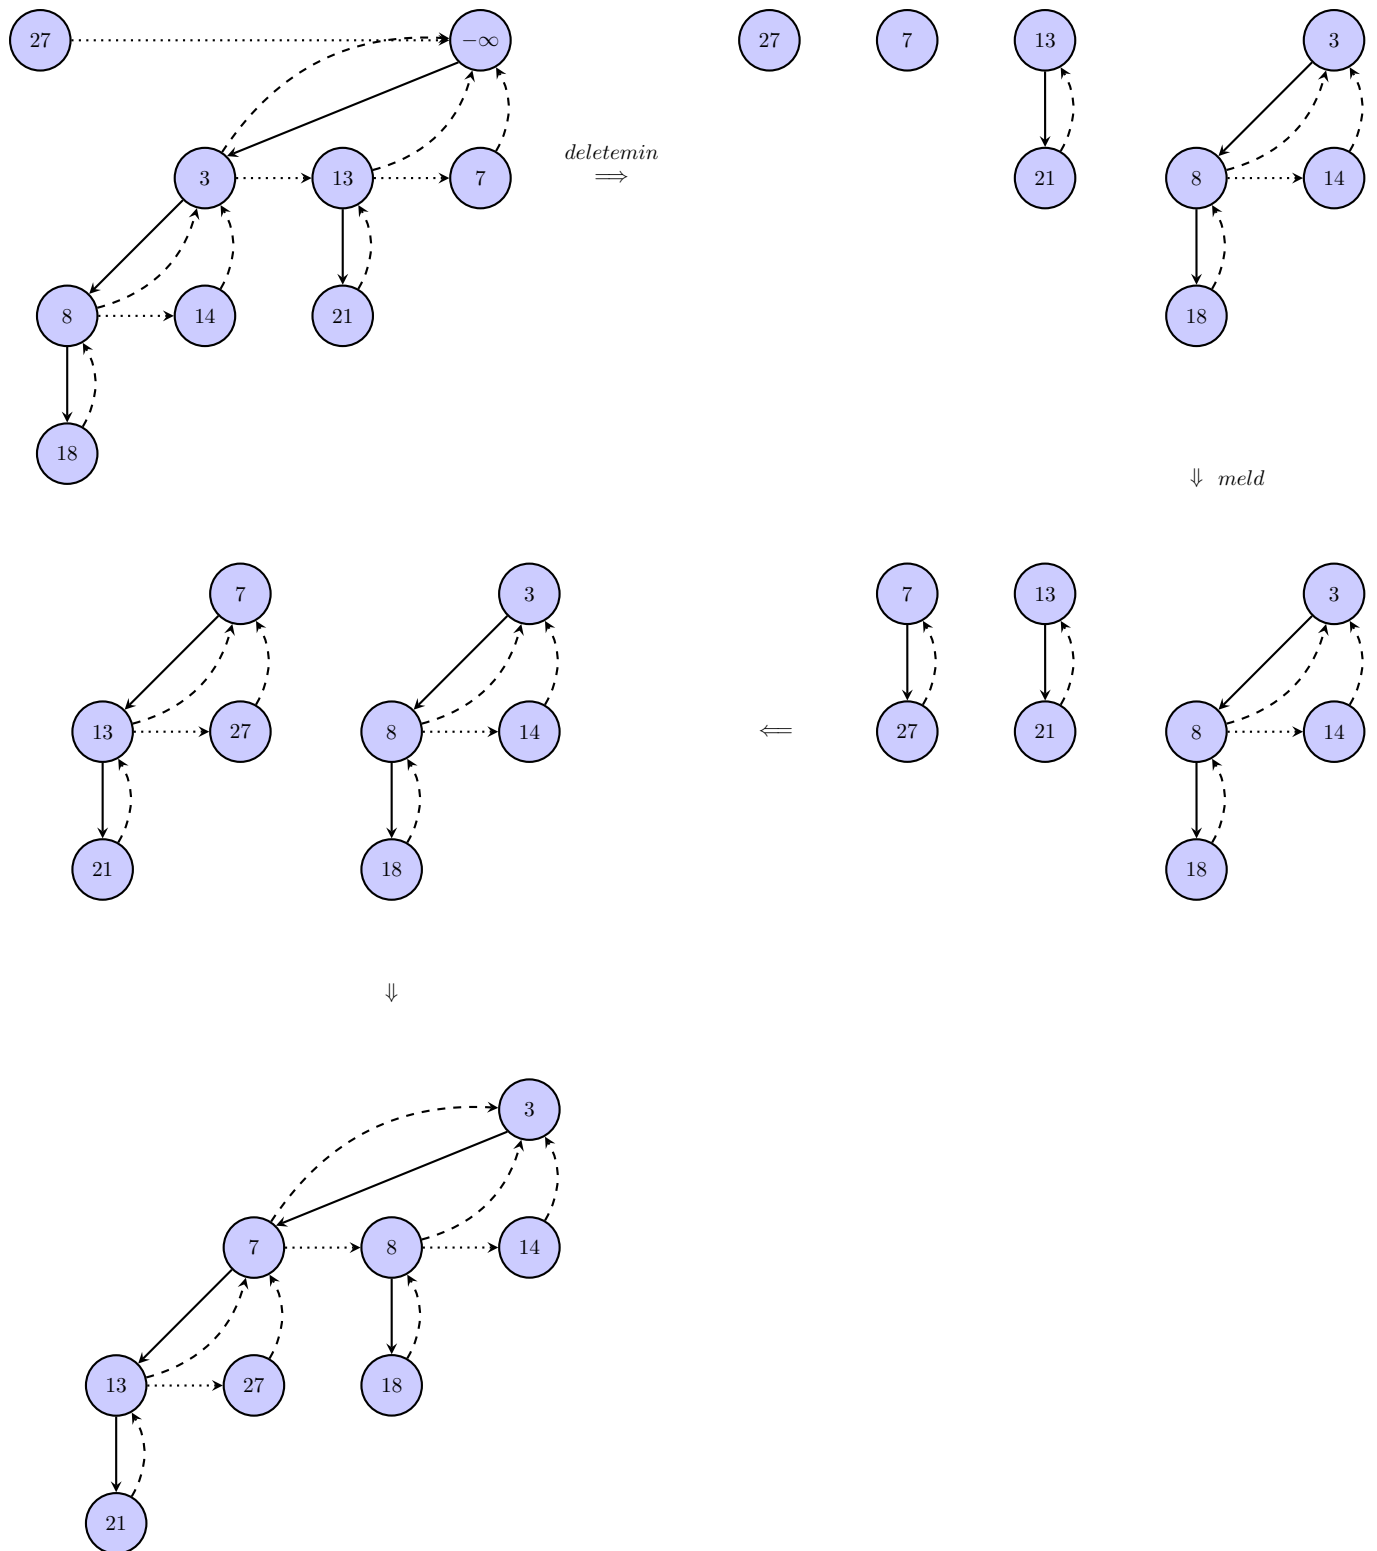 27 −∞ 27 7 13 3
deletemin
3 13 7 ⟹ 21 8 14
8 14 21 18
18
⇓ meld
7 3 7 13 3
13 27 8 14 ⟸ 27 21 8 14
21 18 18
⇓
3
7 8 14
13 27 18
21